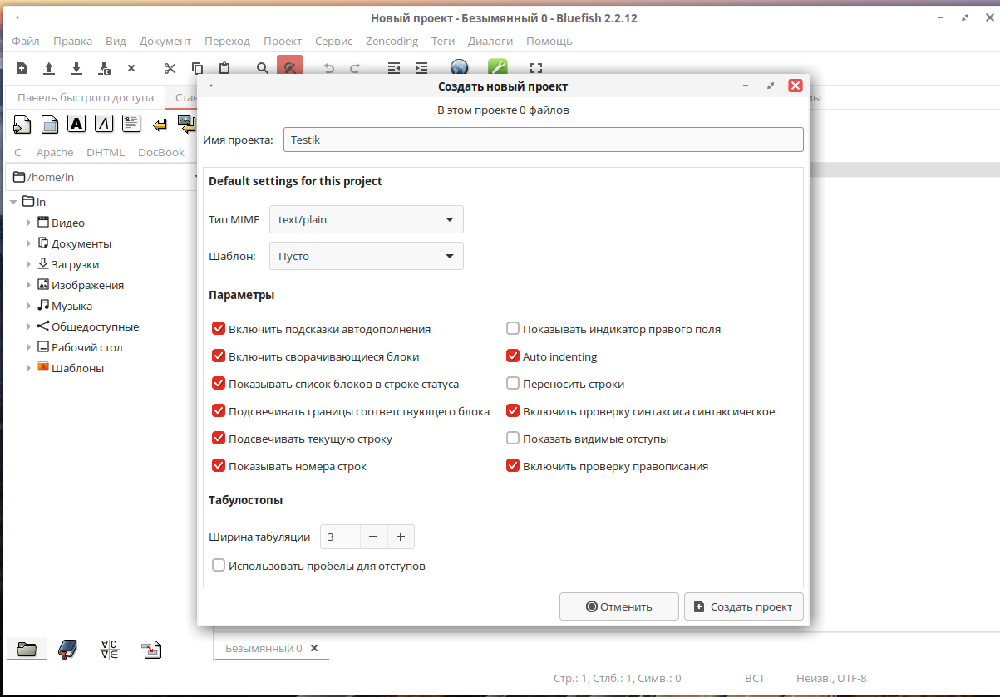 Новый проект - Безымянный 0 - Bluefish 2.2.12
Файл Правка Вид Документ Переход Проект Сервис Zencoding Теги Диалоги Помощь
Создать новый проект
Панель быстрого доступа Стан мы
В этом проекте 0 файлов
Имя проекта: Testik
C Apache DHTML DocBook
/home/ln
ln
Видео
Документы
Загрузки
Изображения
Музыка
Общедоступные
Рабочий стол
Шаблоны
Default settings for this project
Тип MIME text/plain
Шаблон: Пусто
Параметры
Включить подсказки автодополнения Показывать индикатор правого поля
Включить сворачивающиеся блоки Auto indenting
Показывать список блоков в строке статуса Переносить строки
Подсвечивать границы соответствующего блока Включить проверку синтаксиса синтаксическое
Подсвечивать текущую строку Показать видимые отступы
Показывать номера строк Включить проверку правописания
Табулостопы
Ширина табуляции 3 − +
Использовать пробелы для отступов
Отменить Создать проект
Безымянный 0
Стр.: 1, Стлб.: 1, Симв.: 0 ВСТ Неизв., UTF-8